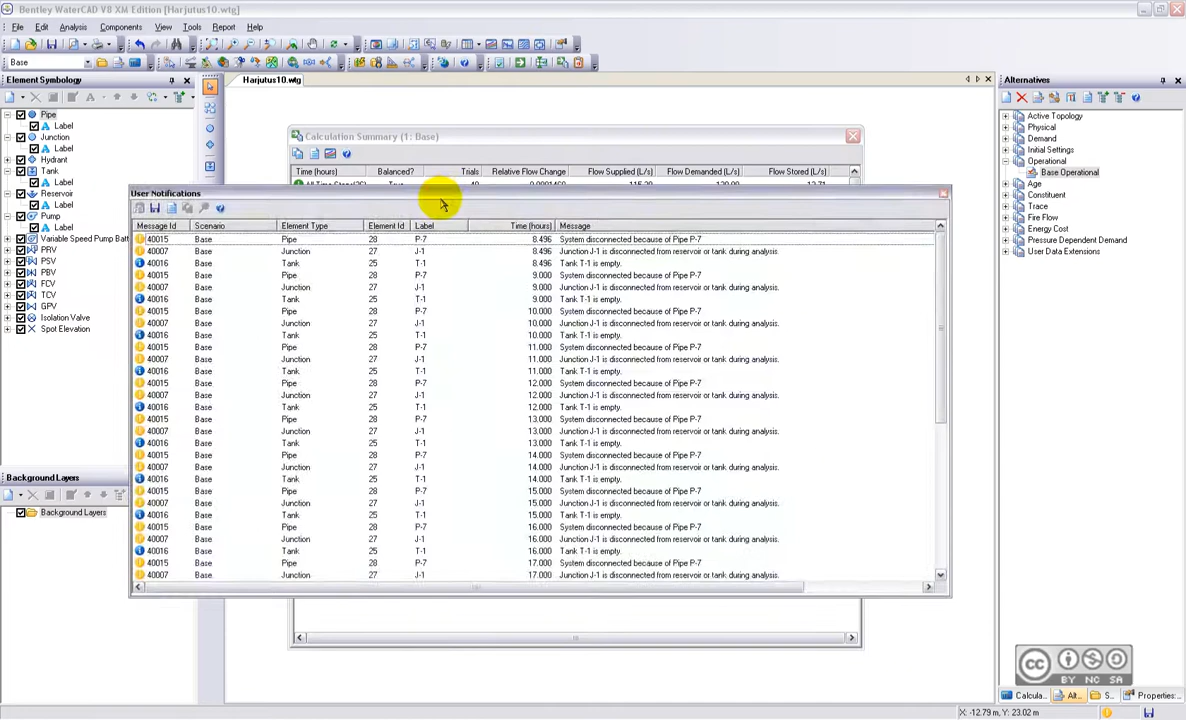 Bentley WaterCAD V8 XM Edition [Harjutus10.wtg]
File Edit Analysis Components View Tools Report Help
Base
Element Symbology
Harjutus10.wtg
Alternatives
Pipe
Label
Junction
Label
Hydrant
Tank
Label
Reservoir
Label
Pump
Label
Variable Speed Pump Batt
PRV
PSV
PBV
FCV
TCV
GPV
Isolation Valve
Spot Elevation
Background Layers
Background Layers
Calculation Summary (1: Base)
Time (hours) Balanced? Trials Relative Flow Change Flow Supplied (L/s) Flow Demanded (L/s) Flow Stored (L/s)
User Notifications
Message Id Scenario Element Type Element Id Label Time (hours) Message
40015 Base Pipe 28 P-7 8.496 System disconnected because of Pipe P-7
40007 Base Junction 27 J-1 8.496 Junction J-1 is disconnected from reservoir or tank during analysis.
40016 Base Tank 25 T-1 8.496 Tank T-1 is empty.
40015 Base Pipe 28 P-7 9.000 System disconnected because of Pipe P-7
40007 Base Junction 27 J-1 9.000 Junction J-1 is disconnected from reservoir or tank during analysis.
40016 Base Tank 25 T-1 9.000 Tank T-1 is empty.
40015 Base Pipe 28 P-7 10.000 System disconnected because of Pipe P-7
40007 Base Junction 27 J-1 10.000 Junction J-1 is disconnected from reservoir or tank during analysis.
40016 Base Tank 25 T-1 10.000 Tank T-1 is empty.
40015 Base Pipe 28 P-7 11.000 System disconnected because of Pipe P-7
40007 Base Junction 27 J-1 11.000 Junction J-1 is disconnected from reservoir or tank during analysis.
40016 Base Tank 25 T-1 11.000 Tank T-1 is empty.
40015 Base Pipe 28 P-7 12.000 System disconnected because of Pipe P-7
40007 Base Junction 27 J-1 12.000 Junction J-1 is disconnected from reservoir or tank during analysis.
40016 Base Tank 25 T-1 12.000 Tank T-1 is empty.
40015 Base Pipe 28 P-7 13.000 System disconnected because of Pipe P-7
40007 Base Junction 27 J-1 13.000 Junction J-1 is disconnected from reservoir or tank during analysis.
40016 Base Tank 25 T-1 13.000 Tank T-1 is empty.
40015 Base Pipe 28 P-7 14.000 System disconnected because of Pipe P-7
40007 Base Junction 27 J-1 14.000 Junction J-1 is disconnected from reservoir or tank during analysis.
40016 Base Tank 25 T-1 14.000 Tank T-1 is empty.
40015 Base Pipe 28 P-7 15.000 System disconnected because of Pipe P-7
40007 Base Junction 27 J-1 15.000 Junction J-1 is disconnected from reservoir or tank during analysis.
40016 Base Tank 25 T-1 15.000 Tank T-1 is empty.
40015 Base Pipe 28 P-7 16.000 System disconnected because of Pipe P-7
40007 Base Junction 27 J-1 16.000 Junction J-1 is disconnected from reservoir or tank during analysis.
40016 Base Tank 25 T-1 16.000 Tank T-1 is empty.
40015 Base Pipe 28 P-7 17.000 System disconnected because of Pipe P-7
40007 Base Junction 27 J-1 17.000 Junction J-1 is disconnected from reservoir or tank during analysis.
Active Topology
Physical
Demand
Initial Settings
Operational
Base Operational
Age
Constituent
Trace
Fire Flow
Energy Cost
Pressure Dependent Demand
User Data Extensions
cc
BY NC SA
Calcula... Alt... S... Properties:...
X: -12.79 m, Y: 23.02 m